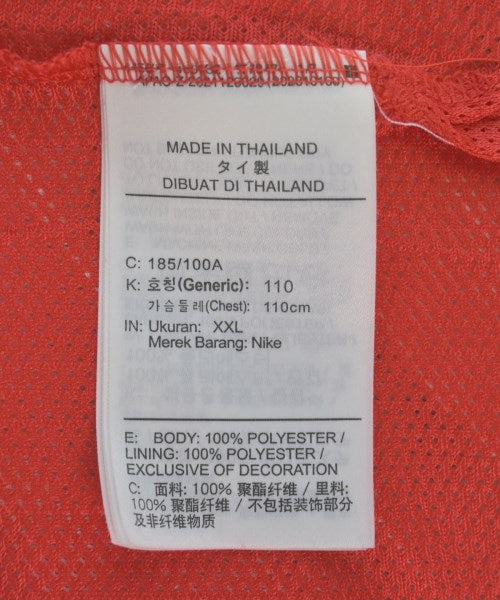 MADE IN THAILAND
タイ製
DIBUAT DI THAILAND
C: 185/100A
K: 호칭(Generic): 110
가슴둘레(Chest): 110cm
IN: Ukuran: XXL
Merek Barang: Nike
E: BODY: 100% POLYESTER /
LINING: 100% POLYESTER /
EXCLUSIVE OF DECORATION
C: 面料: 100% 聚酯纤维 / 里料:
100% 聚酯纤维 / 不包括装饰部分
及非纤维物质